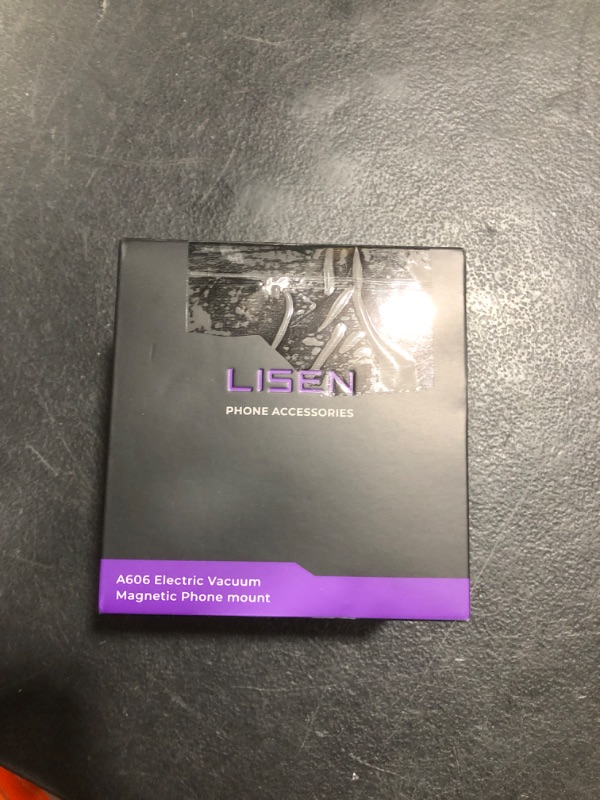 LISEN
PHONE ACCESSORIES
A606 Electric Vacuum
Magnetic Phone mount